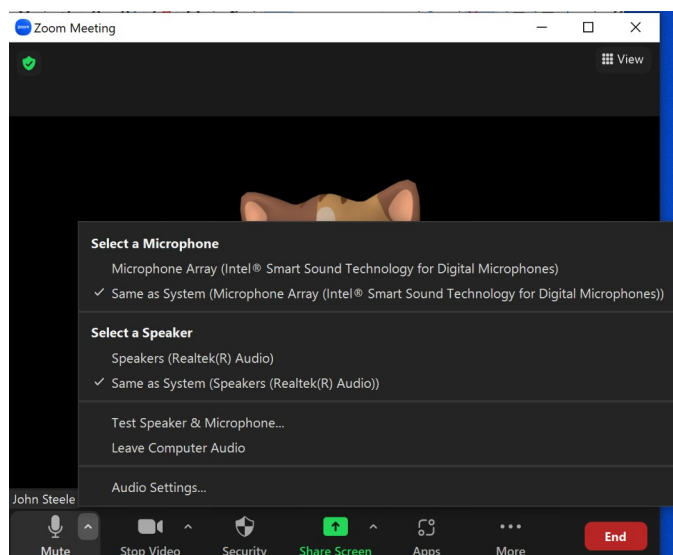 zoom Zoom Meeting
View
Select a Microphone
Microphone Array (Intel® Smart Sound Technology for Digital Microphones)
Same as System (Microphone Array (Intel® Smart Sound Technology for Digital Microphones))
Select a Speaker
Speakers (Realtek(R) Audio)
Same as System (Speakers (Realtek(R) Audio))
Test Speaker & Microphone...
Leave Computer Audio
Audio Settings...
John Steele
Mute Stop Video Security Share Screen Apps More End